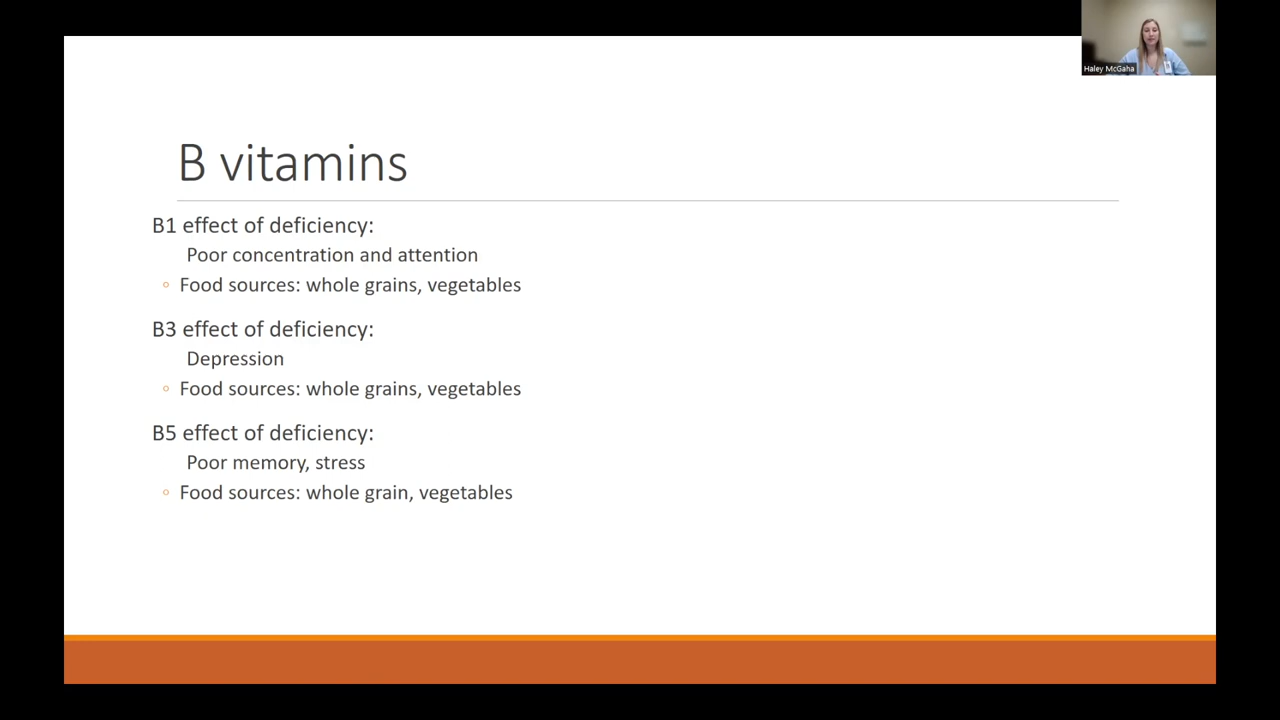 Haley McGaha
B vitamins
B1 effect of deficiency:
Poor concentration and attention
◦ Food sources: whole grains, vegetables
B3 effect of deficiency:
Depression
◦ Food sources: whole grains, vegetables
B5 effect of deficiency:
Poor memory, stress
◦ Food sources: whole grain, vegetables